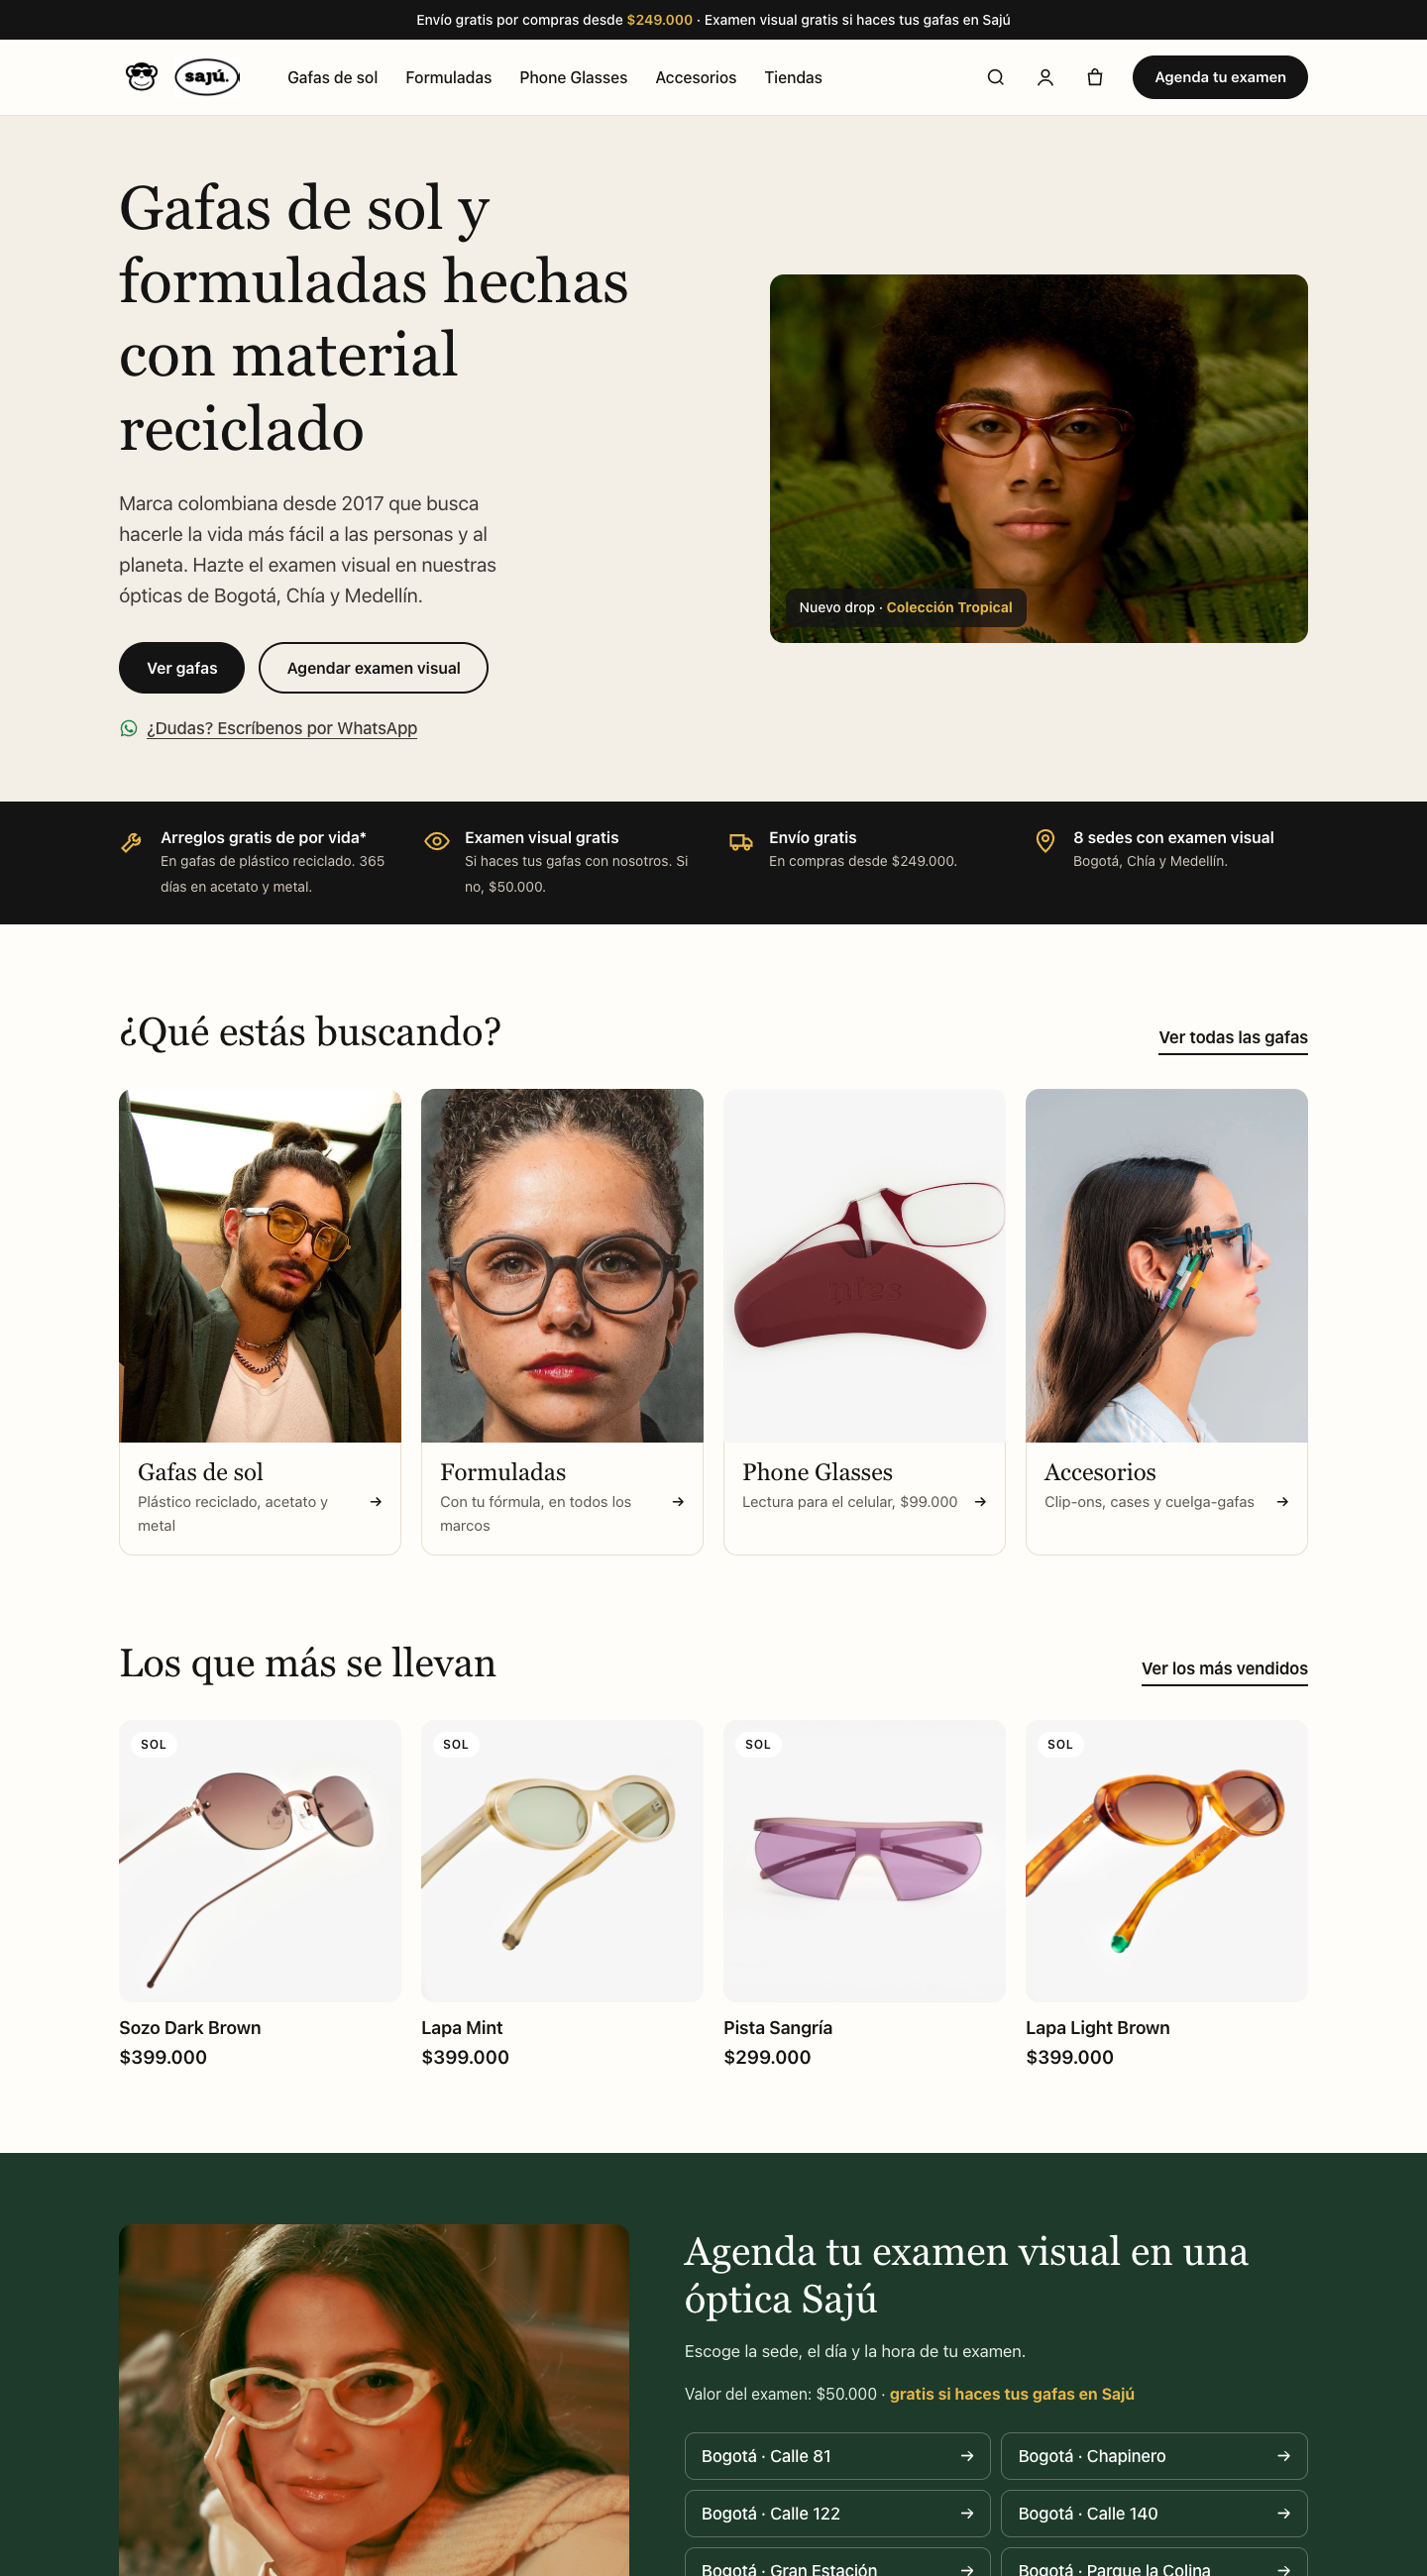 Envío gratis por compras desde $249.000 · Examen visual gratis si haces tus gafas en Sajú
sajú.
Gafas de sol
Formuladas
Phone Glasses
Accesorios
Tiendas
Agenda tu examen
Gafas de sol y
formuladas hechas
con material
reciclado
Marca colombiana desde 2017 que busca
hacerle la vida más fácil a las personas y al
planeta. Hazte el examen visual en nuestras
ópticas de Bogotá, Chía y Medellín.
Ver gafas
Agendar examen visual
¿Dudas? Escríbenos por WhatsApp
Nuevo drop · Colección Tropical
Arreglos gratis de por vida*
En gafas de plástico reciclado. 365
días en acetato y metal.
Examen visual gratis
Si haces tus gafas con nosotros. Si
no, $50.000.
Envío gratis
En compras desde $249.000.
8 sedes con examen visual
Bogotá, Chía y Medellín.
¿Qué estás buscando?
Ver todas las gafas
sajú
Gafas de sol
Plástico reciclado, acetato y
metal
Formuladas
Con tu fórmula, en todos los
marcos
Phone Glasses
Lectura para el celular, $99.000
Accesorios
Clip-ons, cases y cuelga-gafas
Los que más se llevan
Ver los más vendidos
SOL
SOL
SOL
SOL
Sozo Dark Brown
$399.000
Lapa Mint
$399.000
Pista Sangría
$299.000
Lapa Light Brown
$399.000
Agenda tu examen visual en una
óptica Sajú
Escoge la sede, el día y la hora de tu examen.
Valor del examen: $50.000 · gratis si haces tus gafas en Sajú
Bogotá · Calle 81
Bogotá · Chapinero
Bogotá · Calle 122
Bogotá · Calle 140
Bogotá · Gran Estación
Bogotá · Parque la Colina